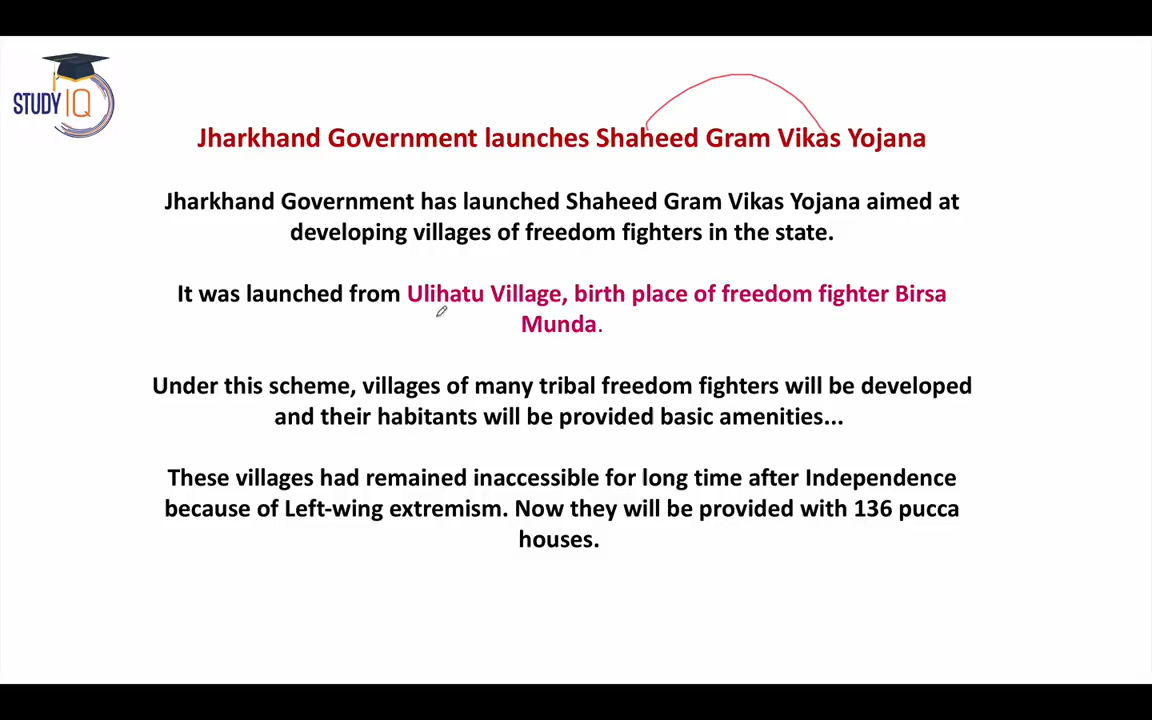 STUDY IQ
Jharkhand Government launches Shaheed Gram Vikas Yojana
Jharkhand Government has launched Shaheed Gram Vikas Yojana aimed at
developing villages of freedom fighters in the state.
It was launched from Ulihatu Village, birth place of freedom fighter Birsa
Munda.
Under this scheme, villages of many tribal freedom fighters will be developed
and their habitants will be provided basic amenities...
These villages had remained inaccessible for long time after Independence
because of Left-wing extremism. Now they will be provided with 136 pucca
houses.